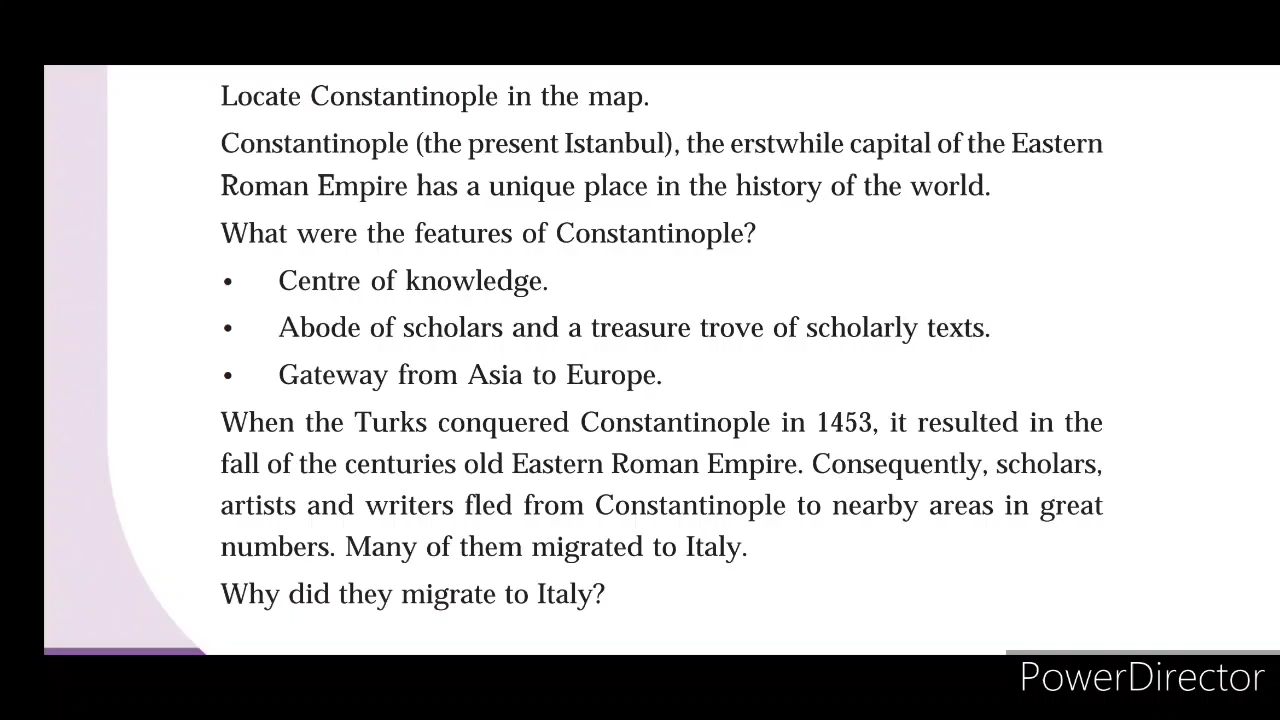 Locate Constantinople in the map.
Constantinople (the present Istanbul), the erstwhile capital of the Eastern
Roman Empire has a unique place in the history of the world.
What were the features of Constantinople?
• Centre of knowledge.
• Abode of scholars and a treasure trove of scholarly texts.
• Gateway from Asia to Europe.
When the Turks conquered Constantinople in 1453, it resulted in the
fall of the centuries old Eastern Roman Empire. Consequently, scholars,
artists and writers fled from Constantinople to nearby areas in great
numbers. Many of them migrated to Italy.
Why did they migrate to Italy?
PowerDirector